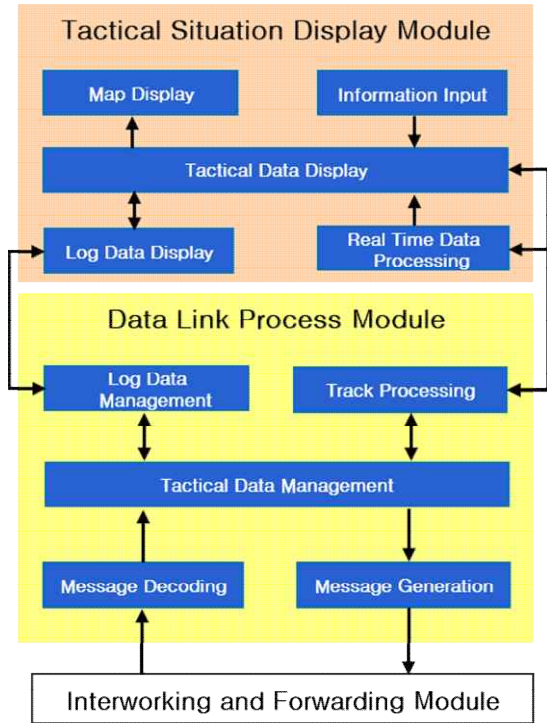 Tactical Situation Display Module
Map Display
Information Input
Tactical Data Display
Log Data Display
Real Time Data
Processing
Data Link Process Module
Log Data
Management
Track Processing
Tactical Data Management
Message Decoding
Message Generation
Interworking and Forwarding Module